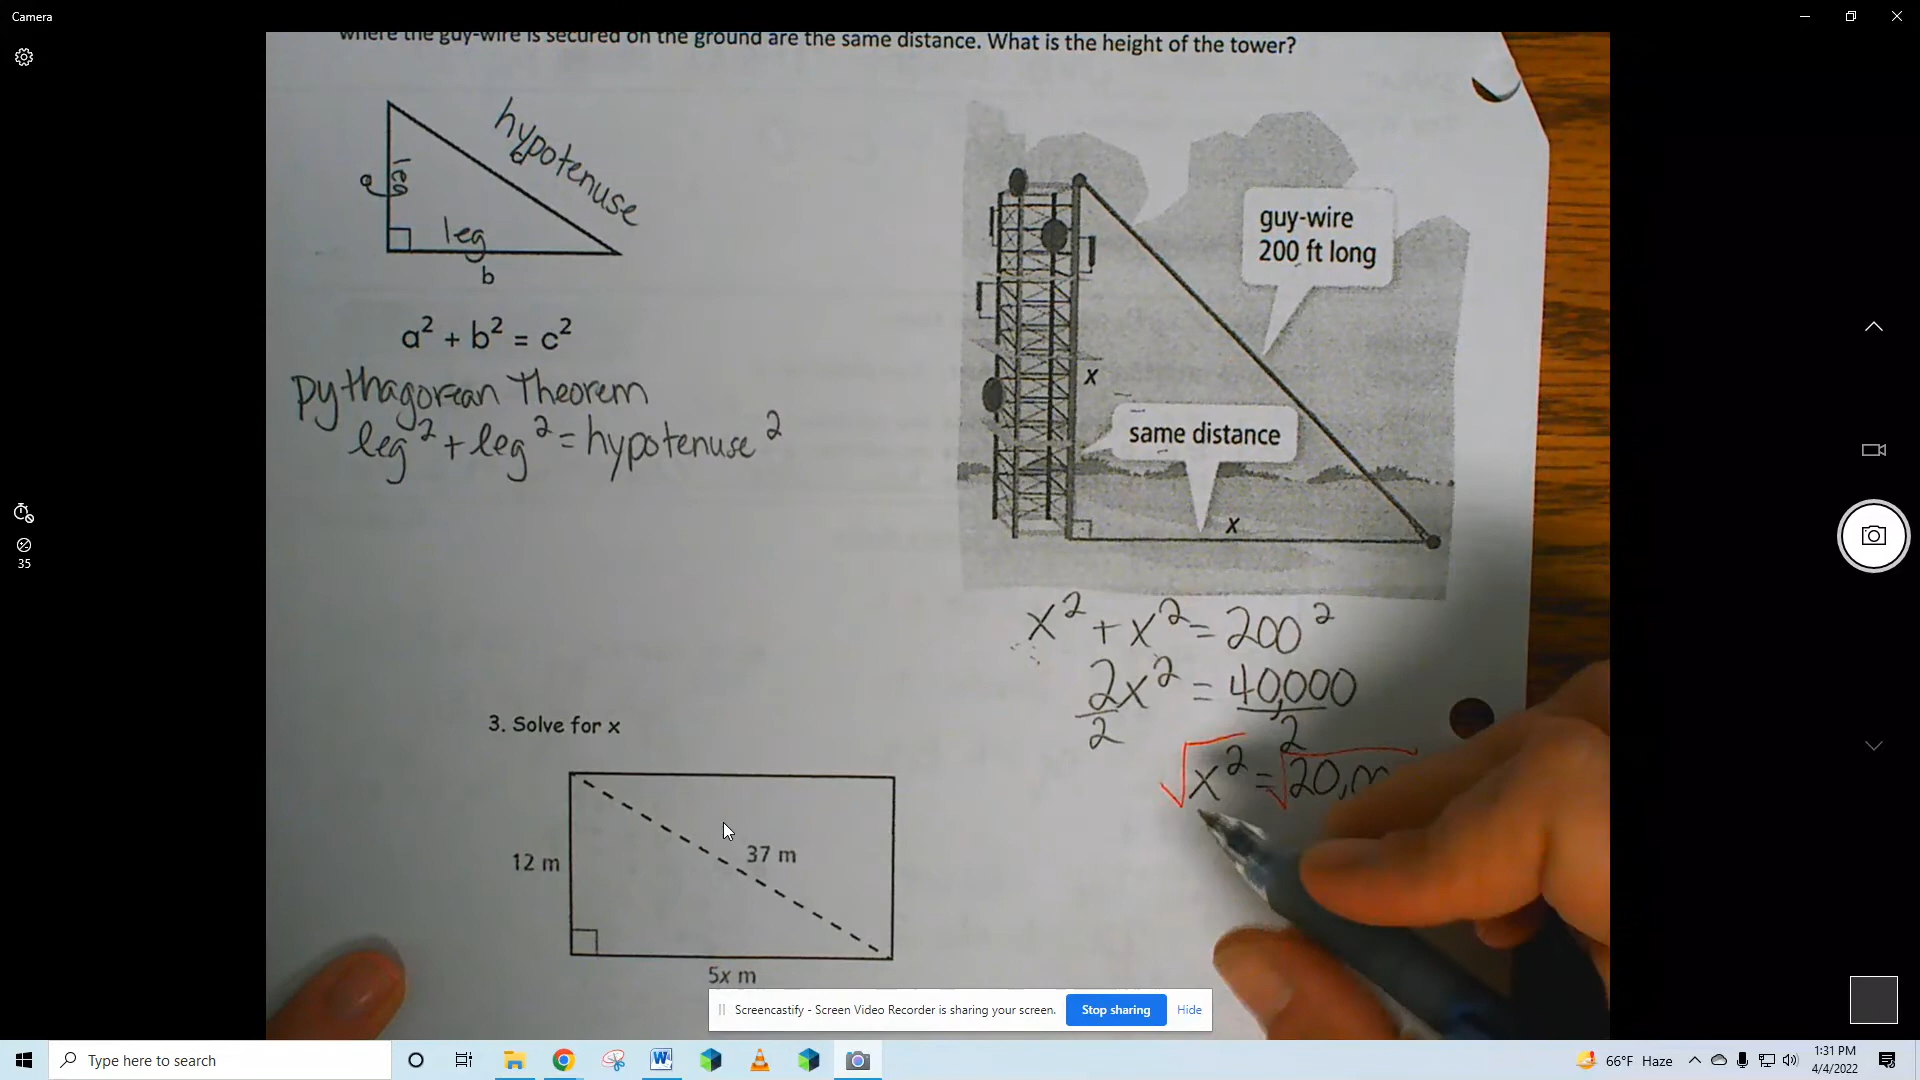 Camera
where the guy-wire is secured on the ground are the same distance. What is the height of the tower?
hypotenuse
c
a
leg
leg
b
a² + b² = c²
Pythagorean Theorem
leg² + leg² = hypotenuse²
guy-wire
200 ft long
x
same distance
x
x² + x² = 200²
2x² = 40,000
2 2
√x² = √20,
3. Solve for x
12 m
37 m
5x m
35
Screencastify - Screen Video Recorder is sharing your screen. Stop sharing Hide
Type here to search
66°F Haze
1:31 PM
4/4/2022